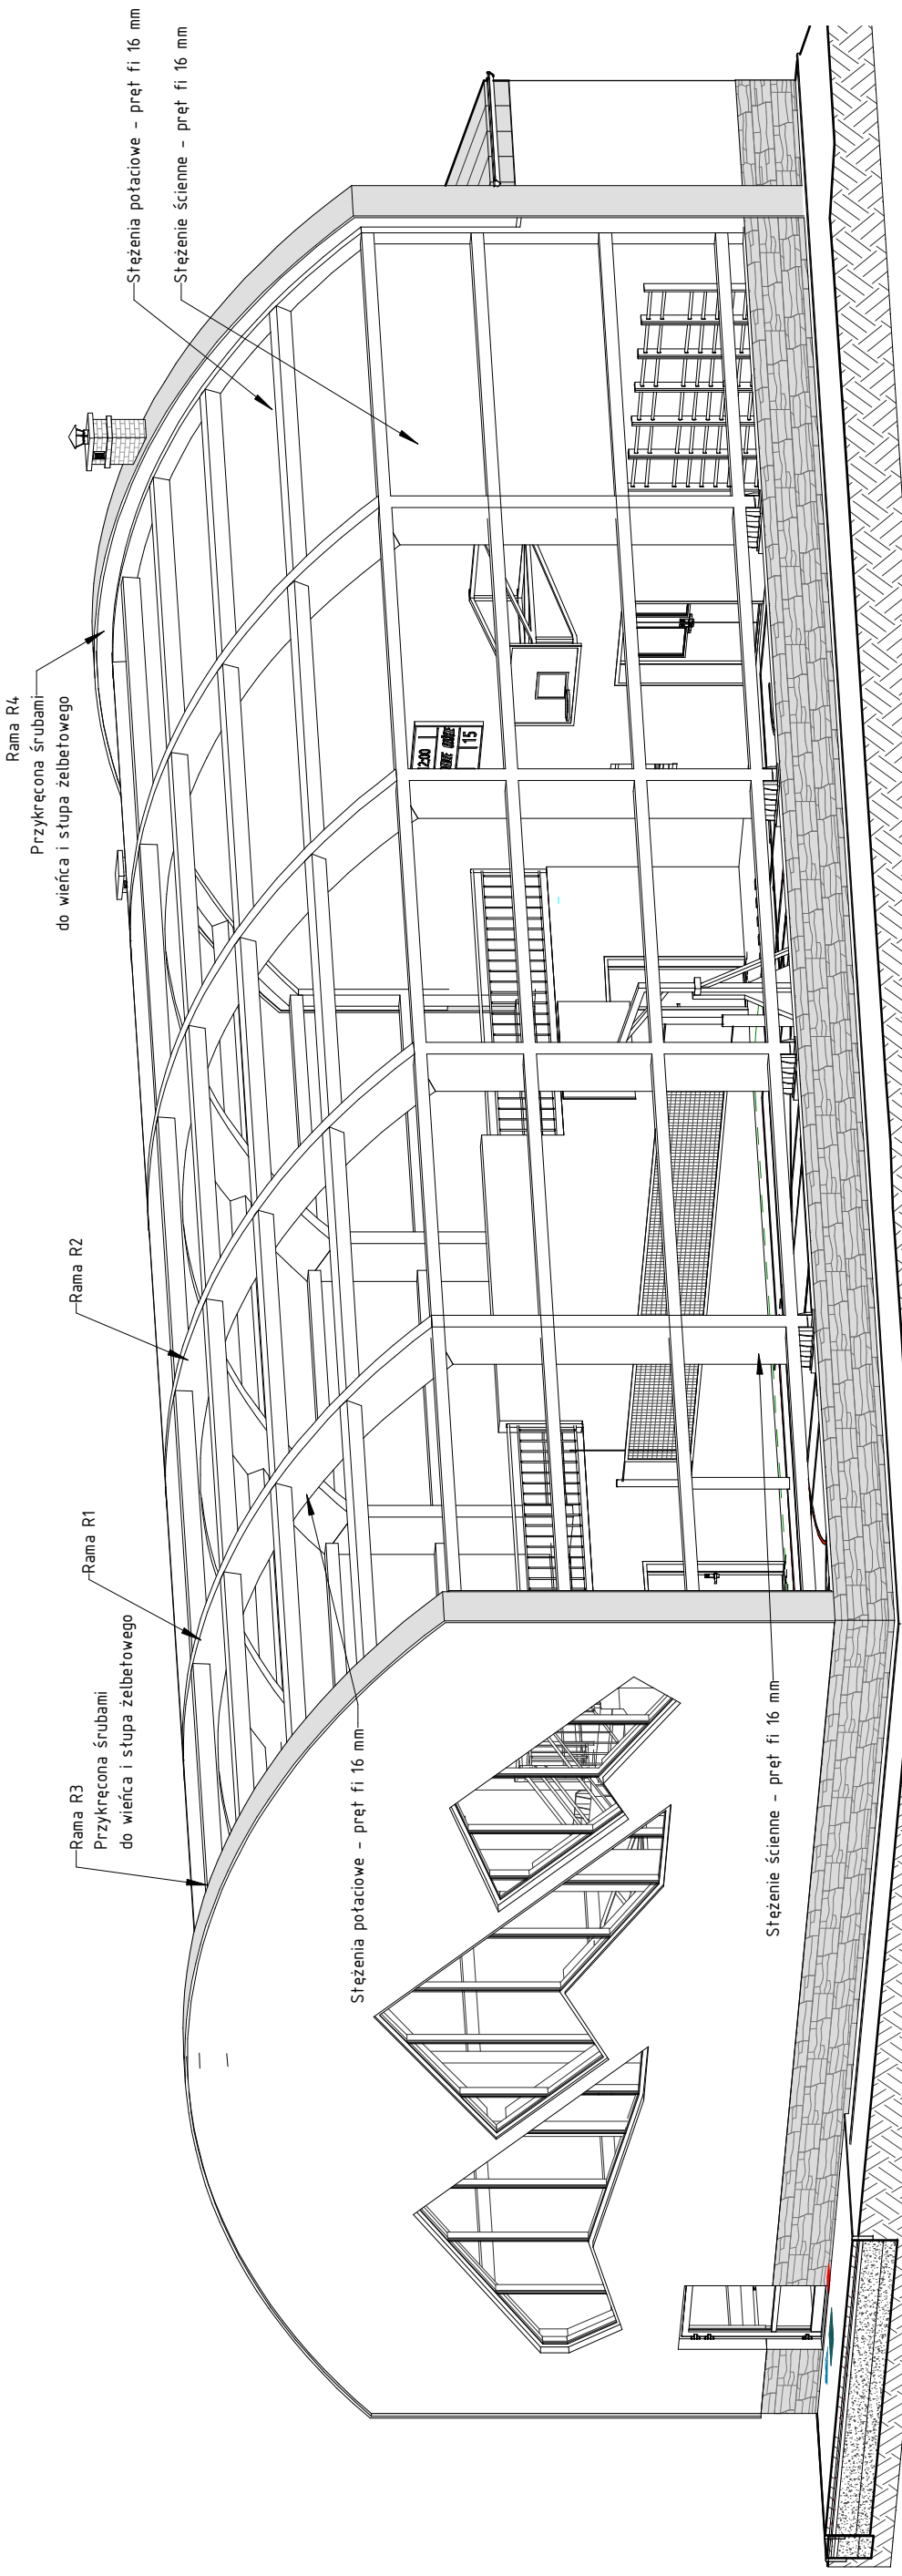 Rama R3
Przykręcona śrubami
do wieńca i słupa żelbetowego
Rama R1
Rama R2
Rama R4
Przykręcona śrubami
do wieńca i słupa żelbetowego
Stężenia połaciowe - pręt fi 16 mm
Stężenie ścienne - pręt fi 16 mm
Stężenia połaciowe - pręt fi 16 mm
Stężenie ścienne - pręt fi 16 mm
2:00
15